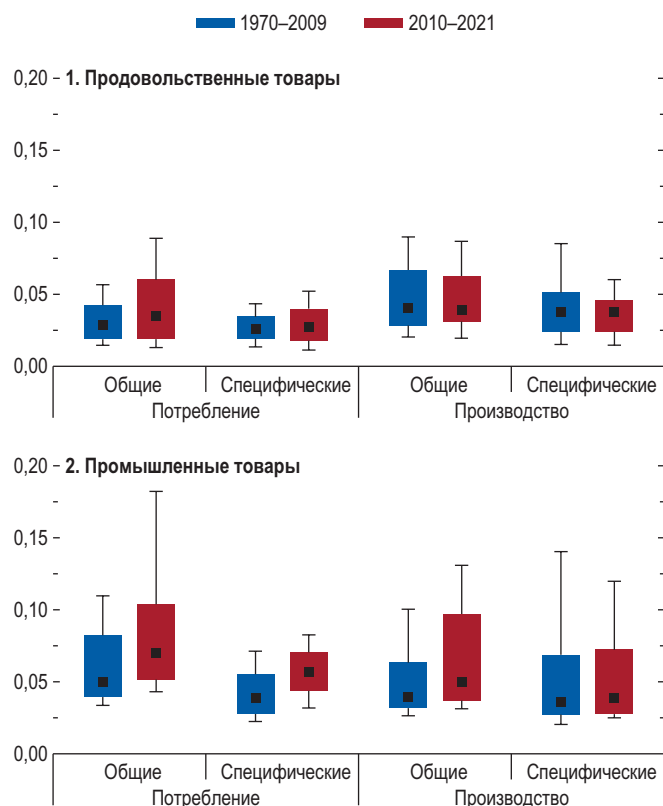 1970–2009 2010–2021
1. Продовольственные товары
0,20
0,15
0,10
0,05
0,00
Общие Специфические Общие Специфические
Потребление Производство
2. Промышленные товары
0,20
0,15
0,10
0,05
0,00
Общие Специфические Общие Специфические
Потребление Производство